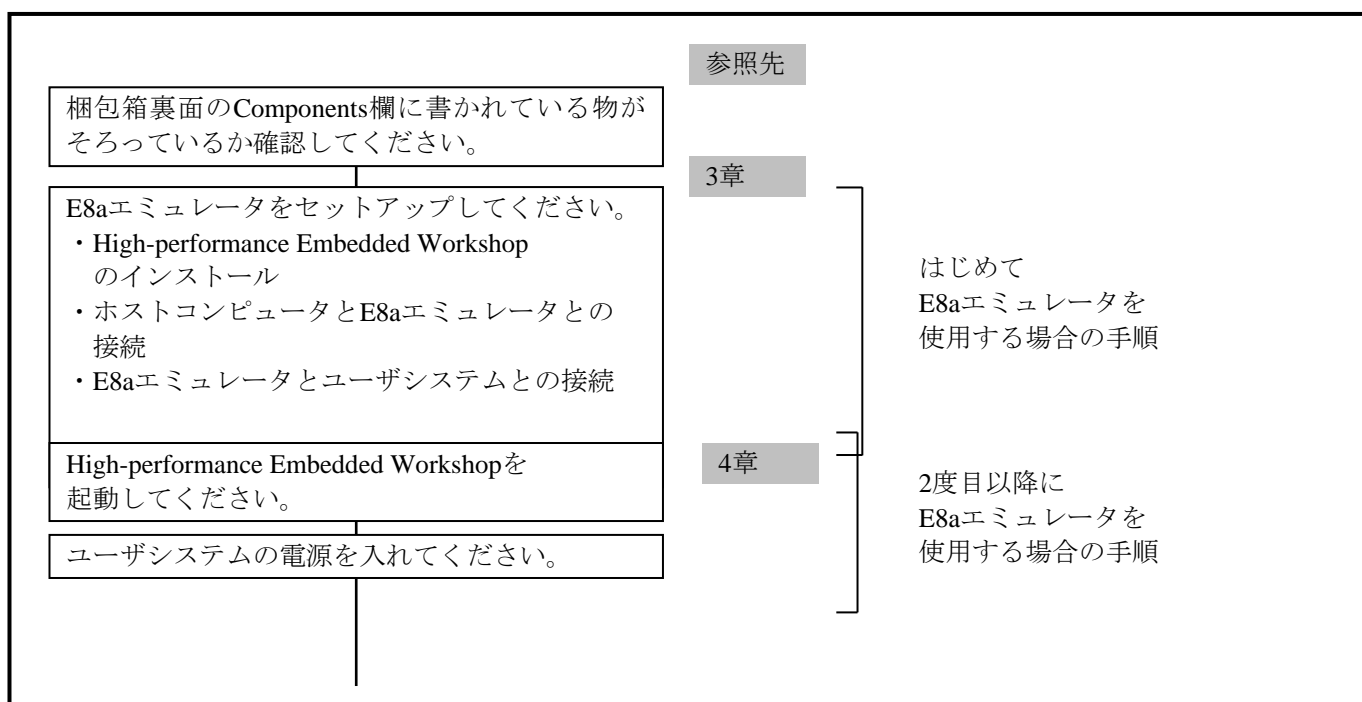 参照先
梱包箱裏面のComponents欄に書かれている物が
そろっているか確認してください。
3章
E8aエミュレータをセットアップしてください。
・High-performance Embedded Workshop
のインストール
・ホストコンピュータとE8aエミュレータとの
接続
・E8aエミュレータとユーザシステムとの接続
はじめて
E8aエミュレータを
使用する場合の手順
High-performance Embedded Workshopを
起動してください。
4章
2度目以降に
E8aエミュレータを
使用する場合の手順
ユーザシステムの電源を入れてください。